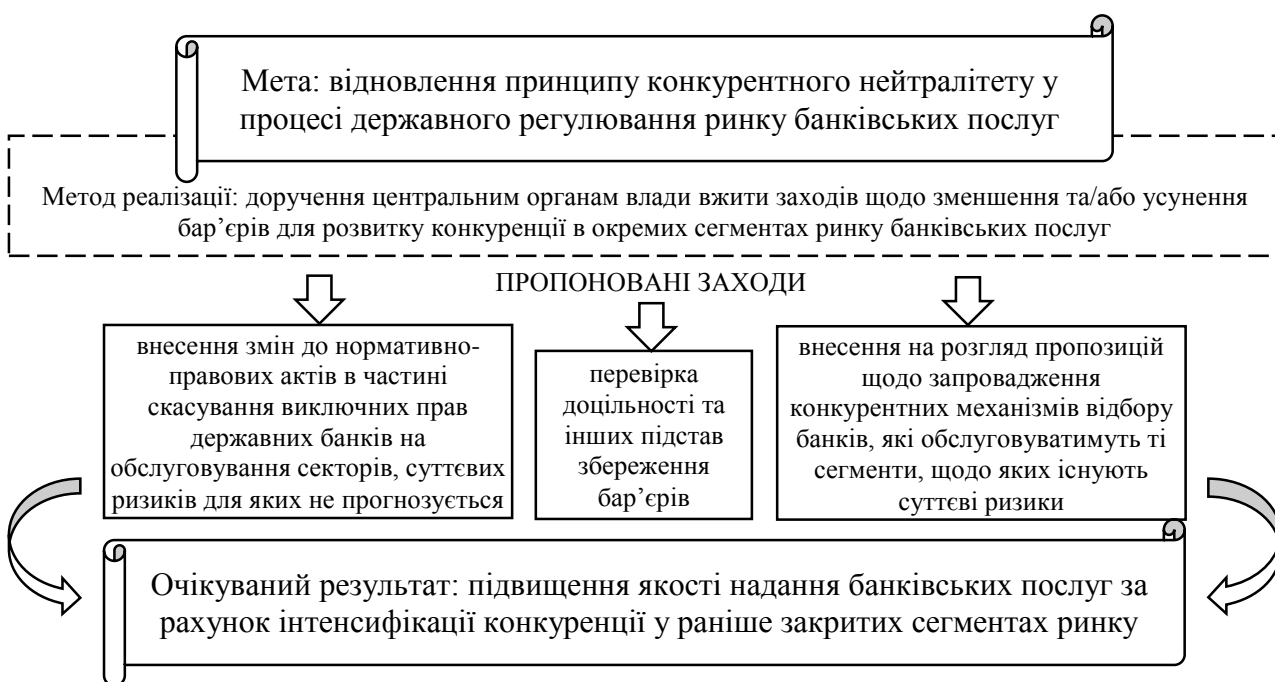 Мета: відновлення принципу конкурентного нейтралітету у
процесі державного регулювання ринку банківських послуг
Метод реалізації: доручення центральним органам влади вжити заходів щодо зменшення та/або усунення
бар’єрів для розвитку конкуренції в окремих сегментах ринку банківських послуг
ПРОПОНОВАНІ ЗАХОДИ
внесення змін до нормативно-
правових актів в частині
скасування виключних прав
державних банків на
обслуговування секторів, суттєвих
ризиків для яких не прогнозується
перевірка
доцільності та
інших підстав
збереження
бар’єрів
внесення на розгляд пропозицій
щодо запровадження
конкурентних механізмів відбору
банків, які обслуговуватимуть ті
сегменти, щодо яких існують
суттєві ризики
Очікуваний результат: підвищення якості надання банківських послуг за
рахунок інтенсифікації конкуренції у раніше закритих сегментах ринку